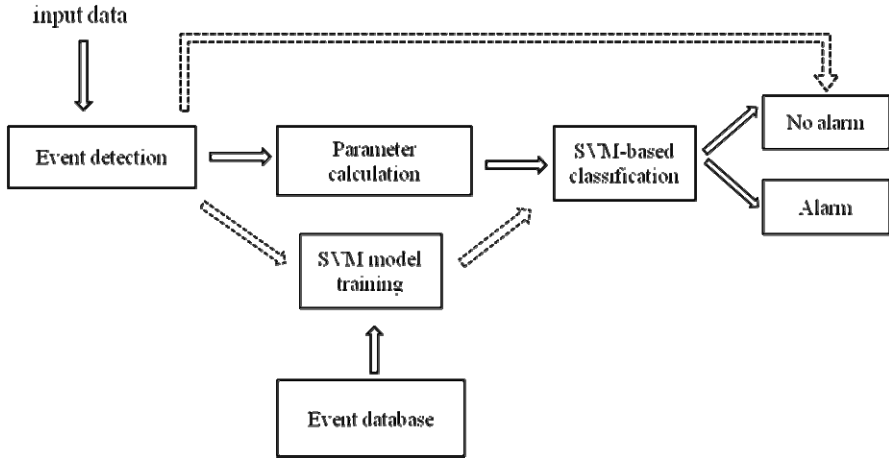 input data
Event detection
Parameter
calculation
SVM-based
classification
No alarm
Alarm
SVM model
training
Event database